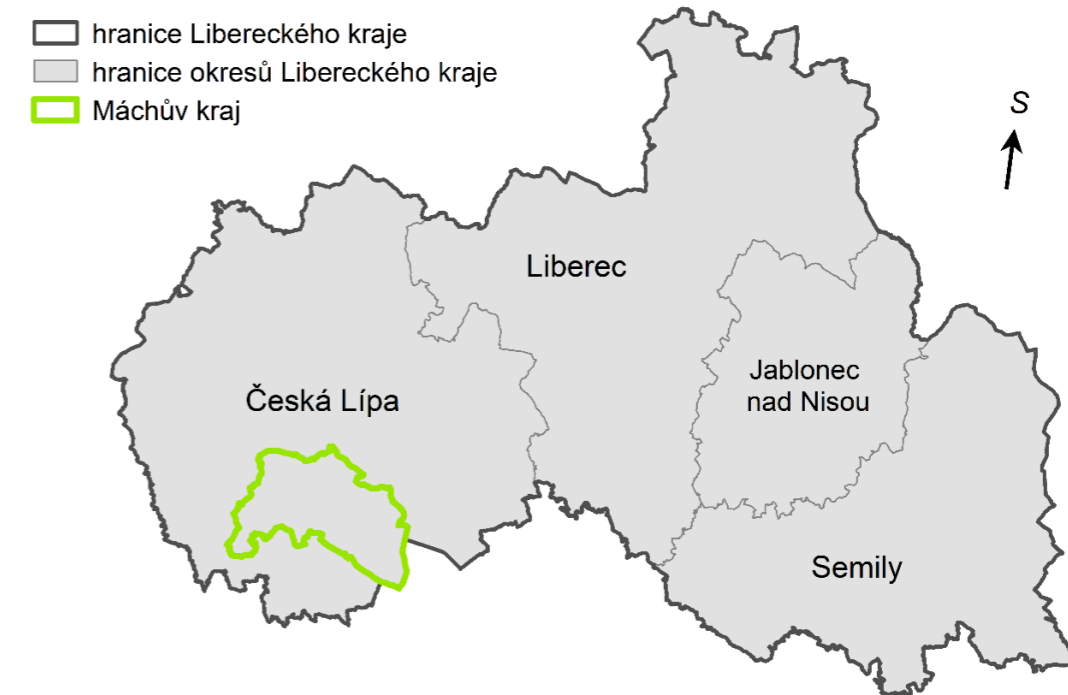 hranice Libereckého kraje
hranice okresů Libereckého kraje
Máchův kraj
S
Liberec
Jablonec
nad Nisou
Česká Lípa
Semily